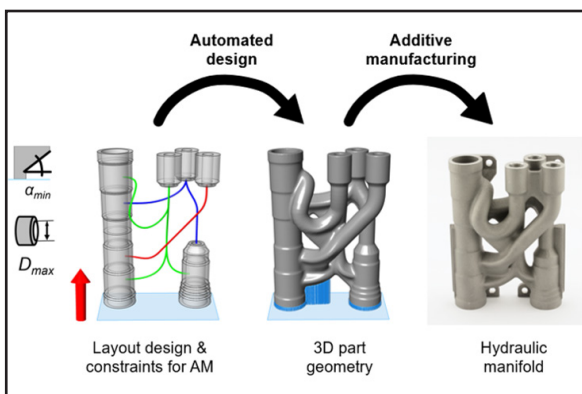 Automated
design
Additive
manufacturing
αmin
Dmax
Layout design &
constraints for AM
3D part
geometry
Hydraulic
manifold